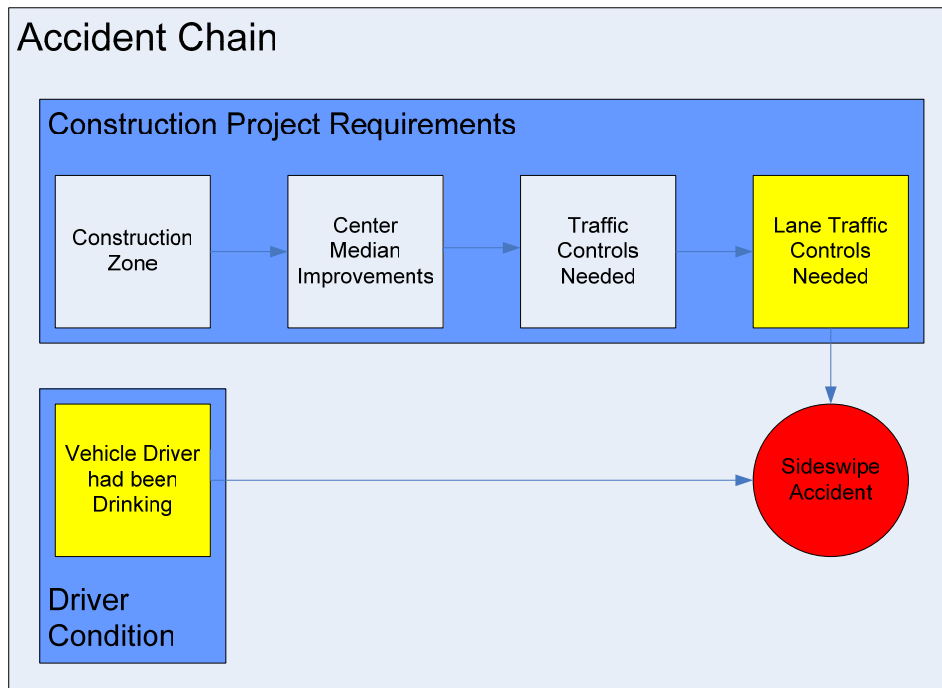 Accident Chain
Construction Project Requirements
Construction
Zone
Center
Median
Improvements
Traffic
Controls
Needed
Lane Traffic
Controls
Needed
Vehicle Driver
had been
Drinking
Sideswipe
Accident
Driver
Condition